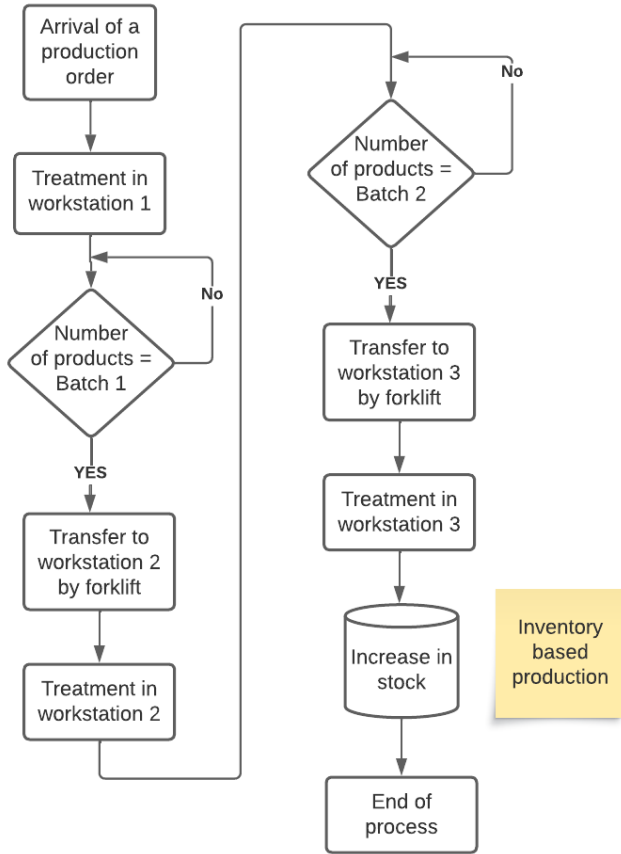 Arrival of a
production
order
Treatment in
workstation 1
No
Number
of products =
Batch 1
YES
Transfer to
workstation 2
by forklift
Treatment in
workstation 2
No
Number
of products =
Batch 2
YES
Transfer to
workstation 3
by forklift
Treatment in
workstation 3
Increase in
stock
End of
process
Inventory
based
production